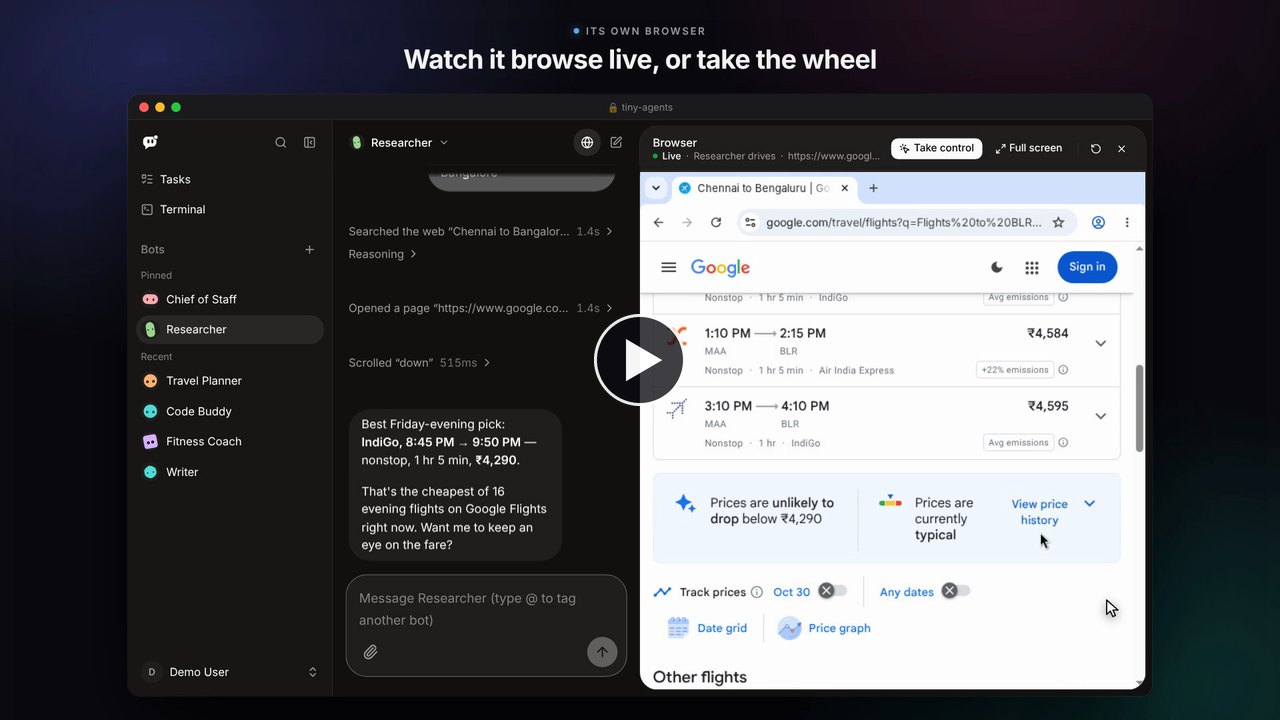 ITS OWN BROWSER
Watch it browse live, or take the wheel
tiny-agents
Tasks
Terminal
Bots
Pinned
Chief of Staff
Researcher
Recent
Travel Planner
Code Buddy
Fitness Coach
Writer
D Demo User
Researcher
Bangalore
Searched the web “Chennai to Bangalor... 1.4s
Reasoning
Opened a page “https://www.google.co... 1.4s
Scrolled “down” 515ms
Best Friday-evening pick:
IndiGo, 8:45 PM → 9:50 PM —
nonstop, 1 hr 5 min, ₹4,290.
That's the cheapest of 16
evening flights on Google Flights
right now. Want me to keep an
eye on the fare?
Message Researcher (type @ to tag
another bot)
Browser
Live · Researcher drives · https://www.googl...
Take control
Full screen
Chennai to Bengaluru | Go
google.com/travel/flights?q=Flights%20to%20BLR...
Google
Sign in
Nonstop · 1 hr 5 min · IndiGo
Avg emissions
1:10 PM → 2:15 PM ₹4,584
MAA BLR
Nonstop · 1 hr 5 min · Air India Express
+22% emissions
3:10 PM → 4:10 PM ₹4,595
MAA BLR
Nonstop · 1 hr · IndiGo
Avg emissions
Prices are unlikely to
drop below ₹4,290
Prices are
currently
typical
View price
history
Track prices Oct 30 Any dates
Date grid Price graph
Other flights